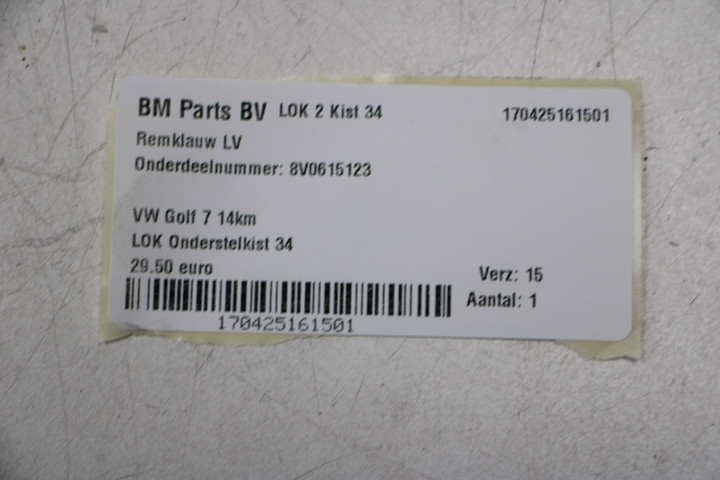 BM Parts BV LOK 2 Kist 34 170425161501
Remklauw LV
Onderdeelnummer: 8V0615123
VW Golf 7 14km
LOK Onderstelkist 34
29.50 euro
Verz: 15
Aantal: 1
170425161501